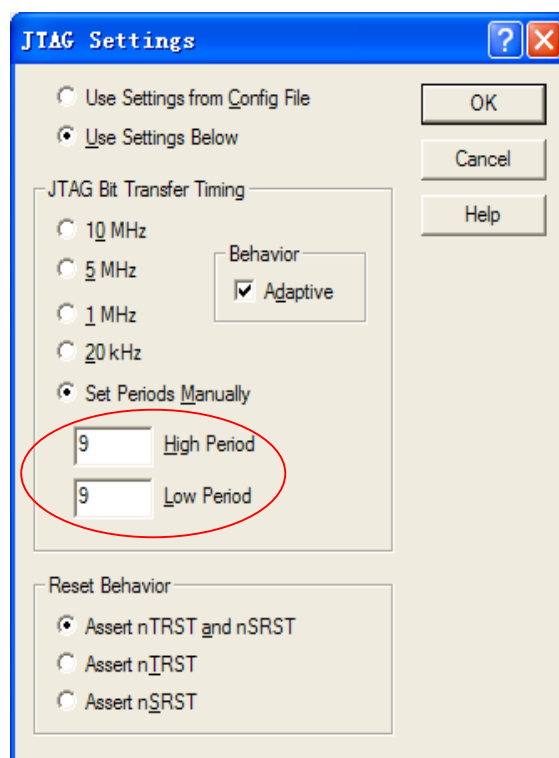 JTAG Settings
Use Settings from Config File
Use Settings Below
OK
Cancel
Help
JTAG Bit Transfer Timing
10 MHz
5 MHz
1 MHz
20 kHz
Behavior
Adaptive
Set Periods Manually
9 High Period
9 Low Period
Reset Behavior
Assert nTRST and nSRST
Assert nTRST
Assert nSRST